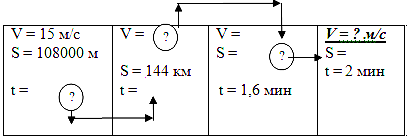 V = 15 м/с
S = 108000 м
t = ?
V = ?
S = 144 км
t =
V =
S = ?
t = 1,6 мин
V = ? м/с
S =
t = 2 мин